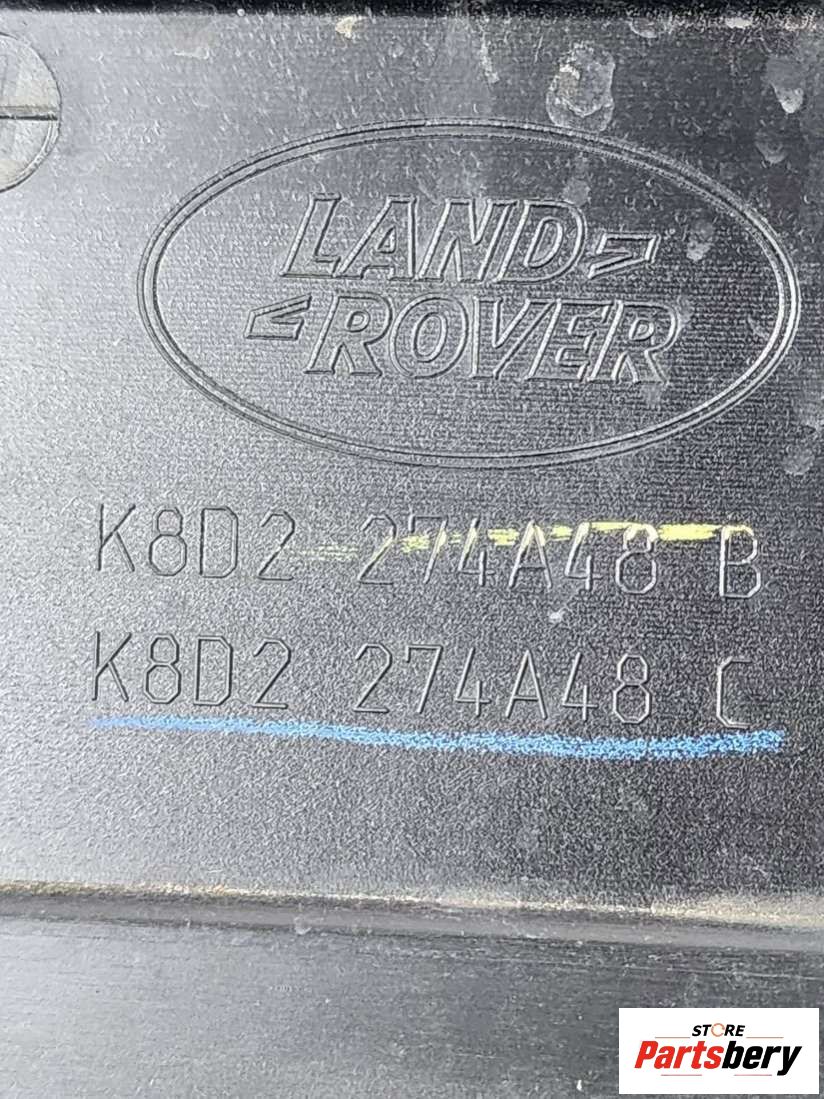 LAND
ROVER
K8D2 274A48 B
K8D2 274A48 C
STORE
Partsbery